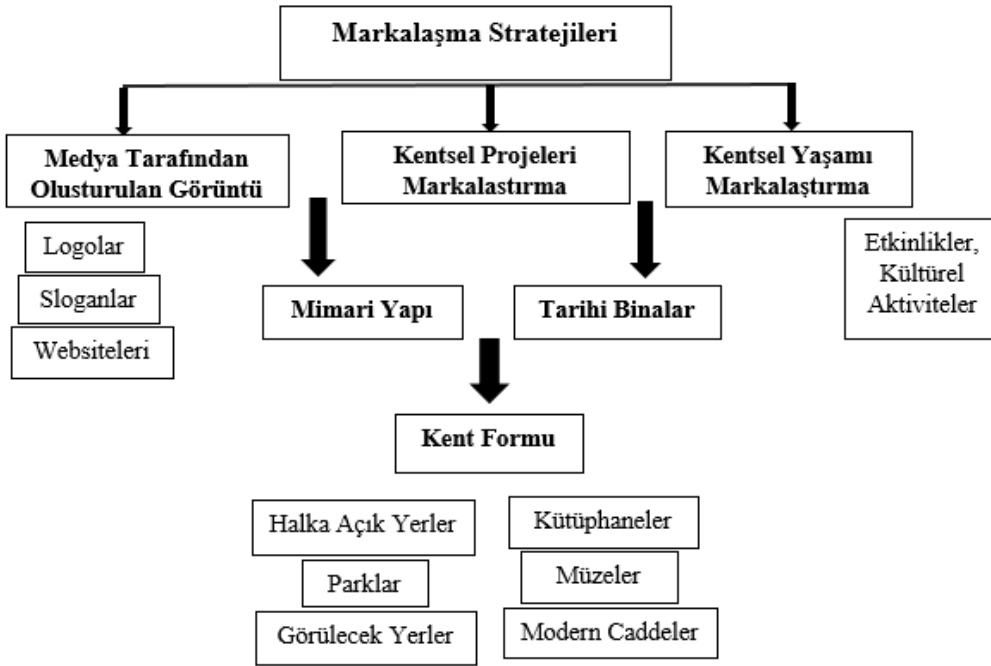 Markalaşma Stratejileri
Medya Tarafından
Olusturulan Görüntü
Kentsel Projeleri
Markalastırma
Kentsel Yaşamı
Markalaştırma
Logolar
Sloganlar
Websiteleri
Etkinlikler,
Kültürel
Aktiviteler
Mimari Yapı
Tarihi Binalar
Kent Formu
Halka Açık Yerler
Parklar
Görülecek Yerler
Kütüphaneler
Müzeler
Modern Caddeler